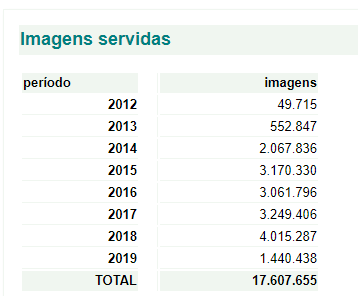 Imagens servidas
período imagens
2012 49.715
2013 552.847
2014 2.067.836
2015 3.170.330
2016 3.061.796
2017 3.249.406
2018 4.015.287
2019 1.440.438
TOTAL 17.607.655